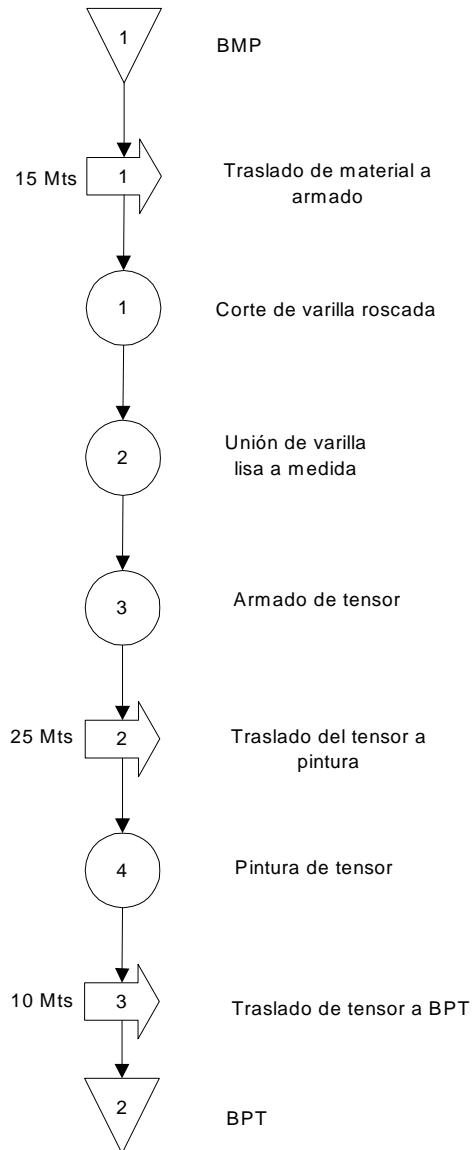 1
BMP
15 Mts
1
Traslado de material a
armado
1
Corte de varilla roscada
2
Unión de varilla
lisa a medida
3
Armado de tensor
25 Mts
2
Traslado del tensor a
pintura
4
Pintura de tensor
10 Mts
3
Traslado de tensor a BPT
2
BPT